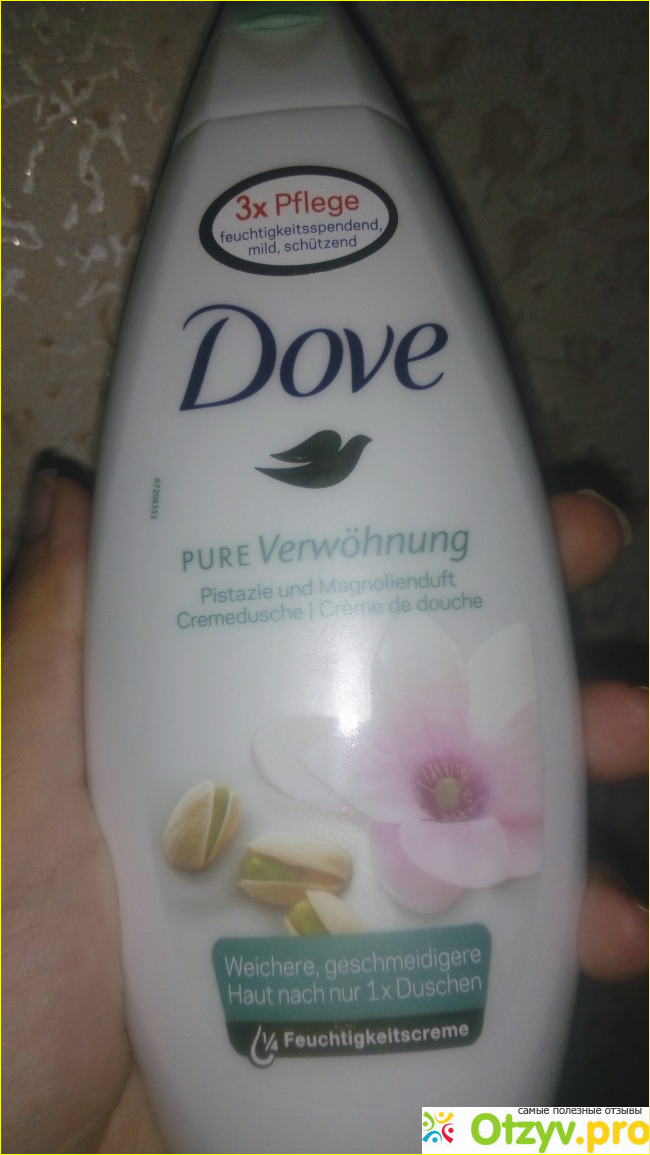 3x Pflege
feuchtigkeitsspendend,
mild, schützend
Dove
67206352
PURE Verwöhnung
Pistazie und Magnolienduft
Cremedusche | Crème de douche
Weichere, geschmeidigere
Haut nach nur 1x Duschen
¼ Feuchtigkeitscreme
самые полезные отзывы
Otzyv.pro